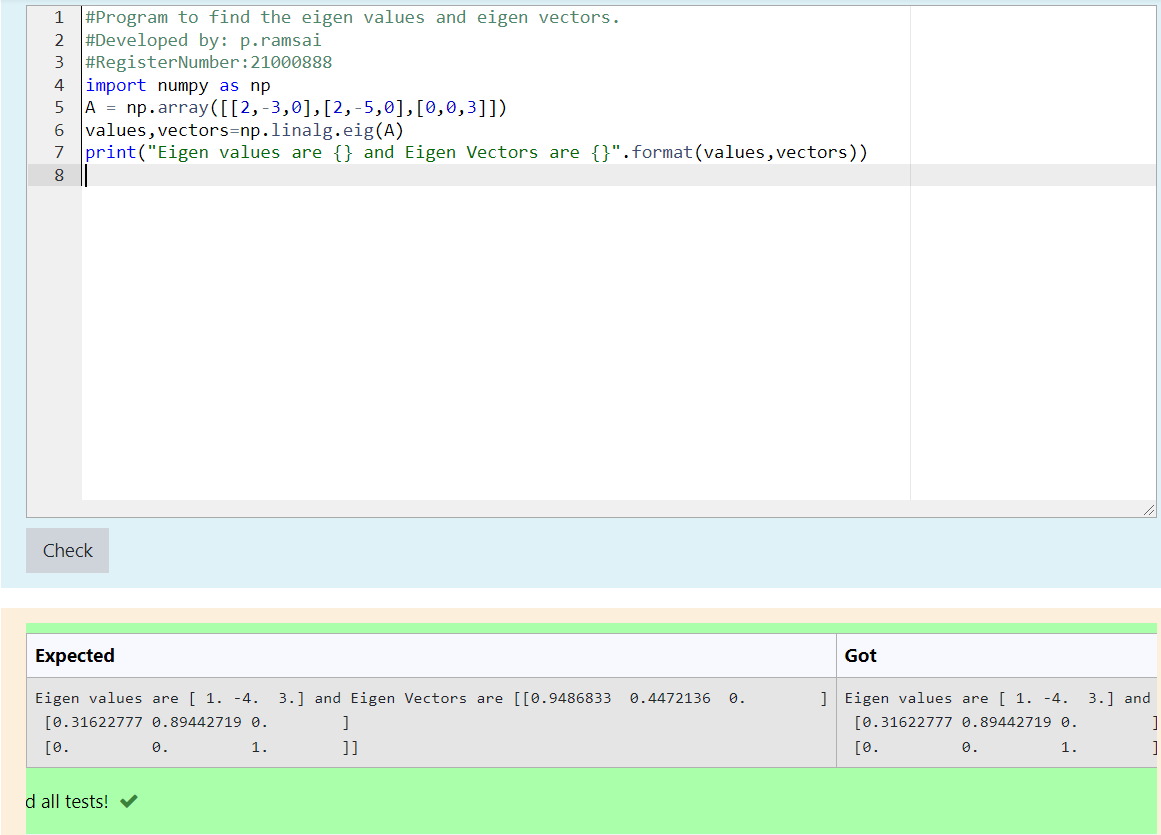 1 #Program to find the eigen values and eigen vectors.
2 #Developed by: p.ramsai
3 #RegisterNumber:21000888
4 import numpy as np
5 A = np.array([[2,-3,0],[2,-5,0],[0,0,3]])
6 values,vectors=np.linalg.eig(A)
7 print("Eigen values are {} and Eigen Vectors are {}".format(values,vectors))
8
Check
Expected Got
Eigen values are [ 1. -4.  3.] and Eigen Vectors are [[0.9486833  0.4472136  0.        ] Eigen values are [ 1. -4.  3.] and
[0.31622777 0.89442719 0.        ] [0.31622777 0.89442719 0.        ]
[0.         0.         1.        ]] [0.         0.         1.        ]
d all tests! ✔